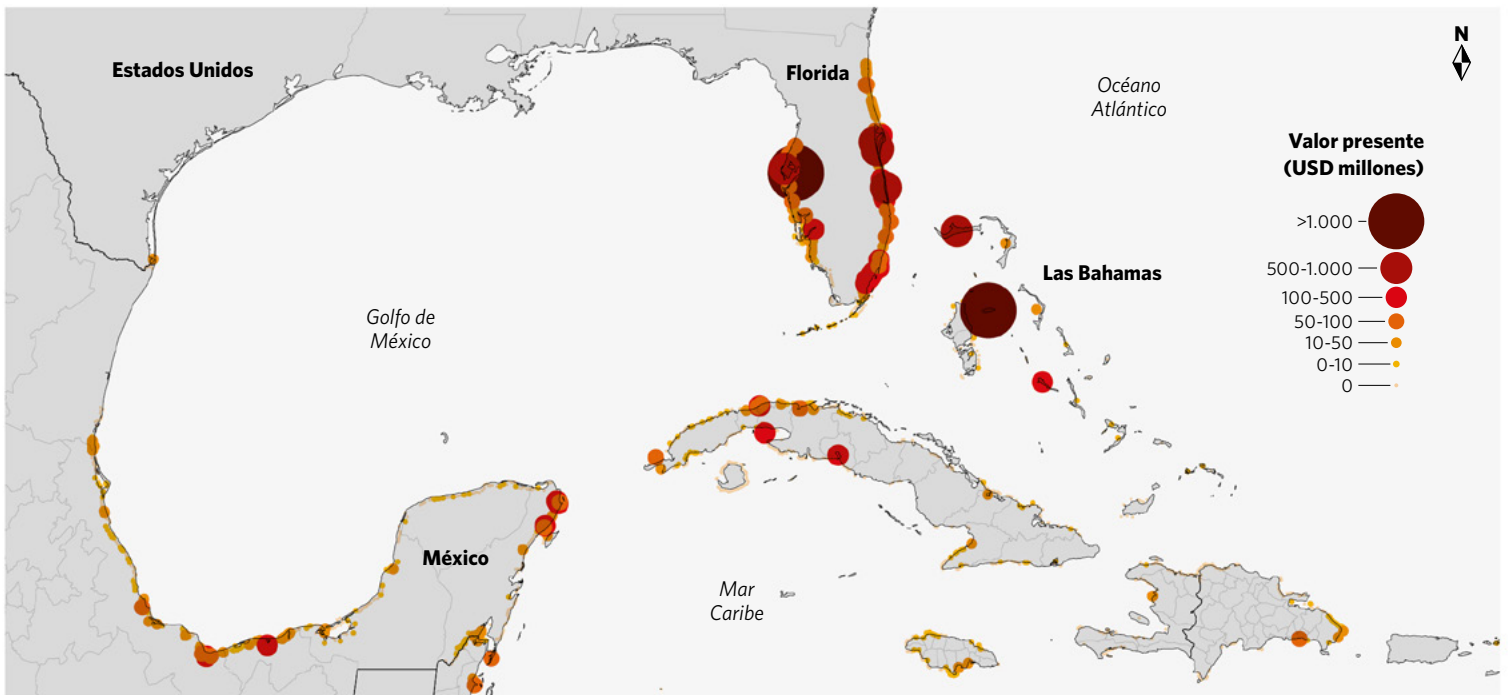 Estados Unidos
Florida
Océano
Atlántico
N
Valor presente
(USD millones)
>1.000
500-1.000
100-500
50-100
10-50
0-10
0
Las Bahamas
Golfo de
México
México
Mar
Caribe